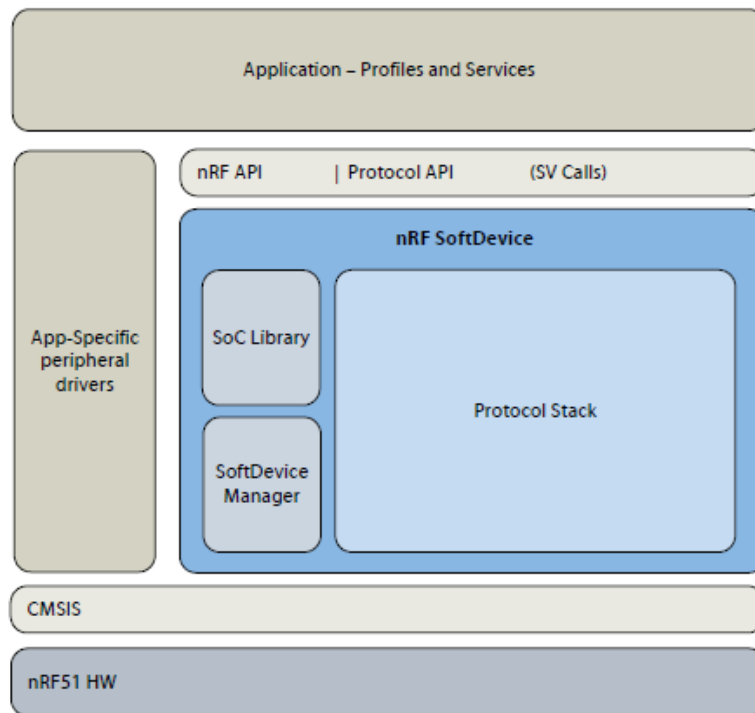 Application – Profiles and Services
nRF API | Protocol API (SV Calls)
nRF SoftDevice
App-Specific
peripheral
drivers
SoC Library
Protocol Stack
SoftDevice
Manager
CMSIS
nRF51 HW